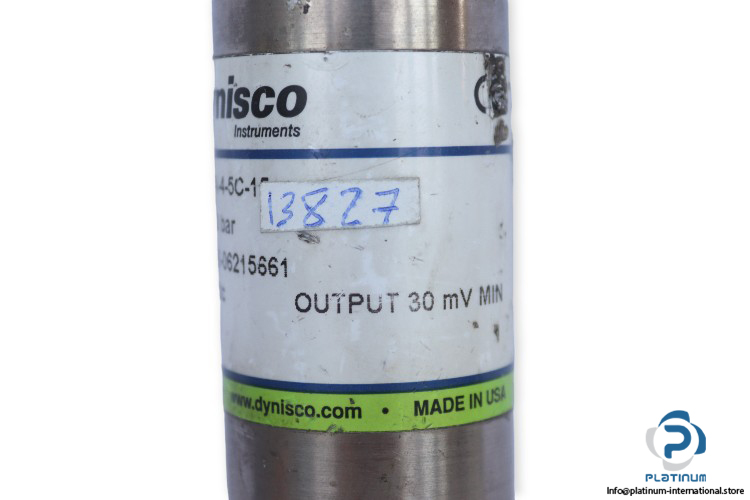 nisco
Instruments
-4-5C-15
13827
bar
-06215661
OUTPUT 30 mV MIN
www.dynisco.com • MADE IN USA
PLATINUM
Info@platinum-international.store